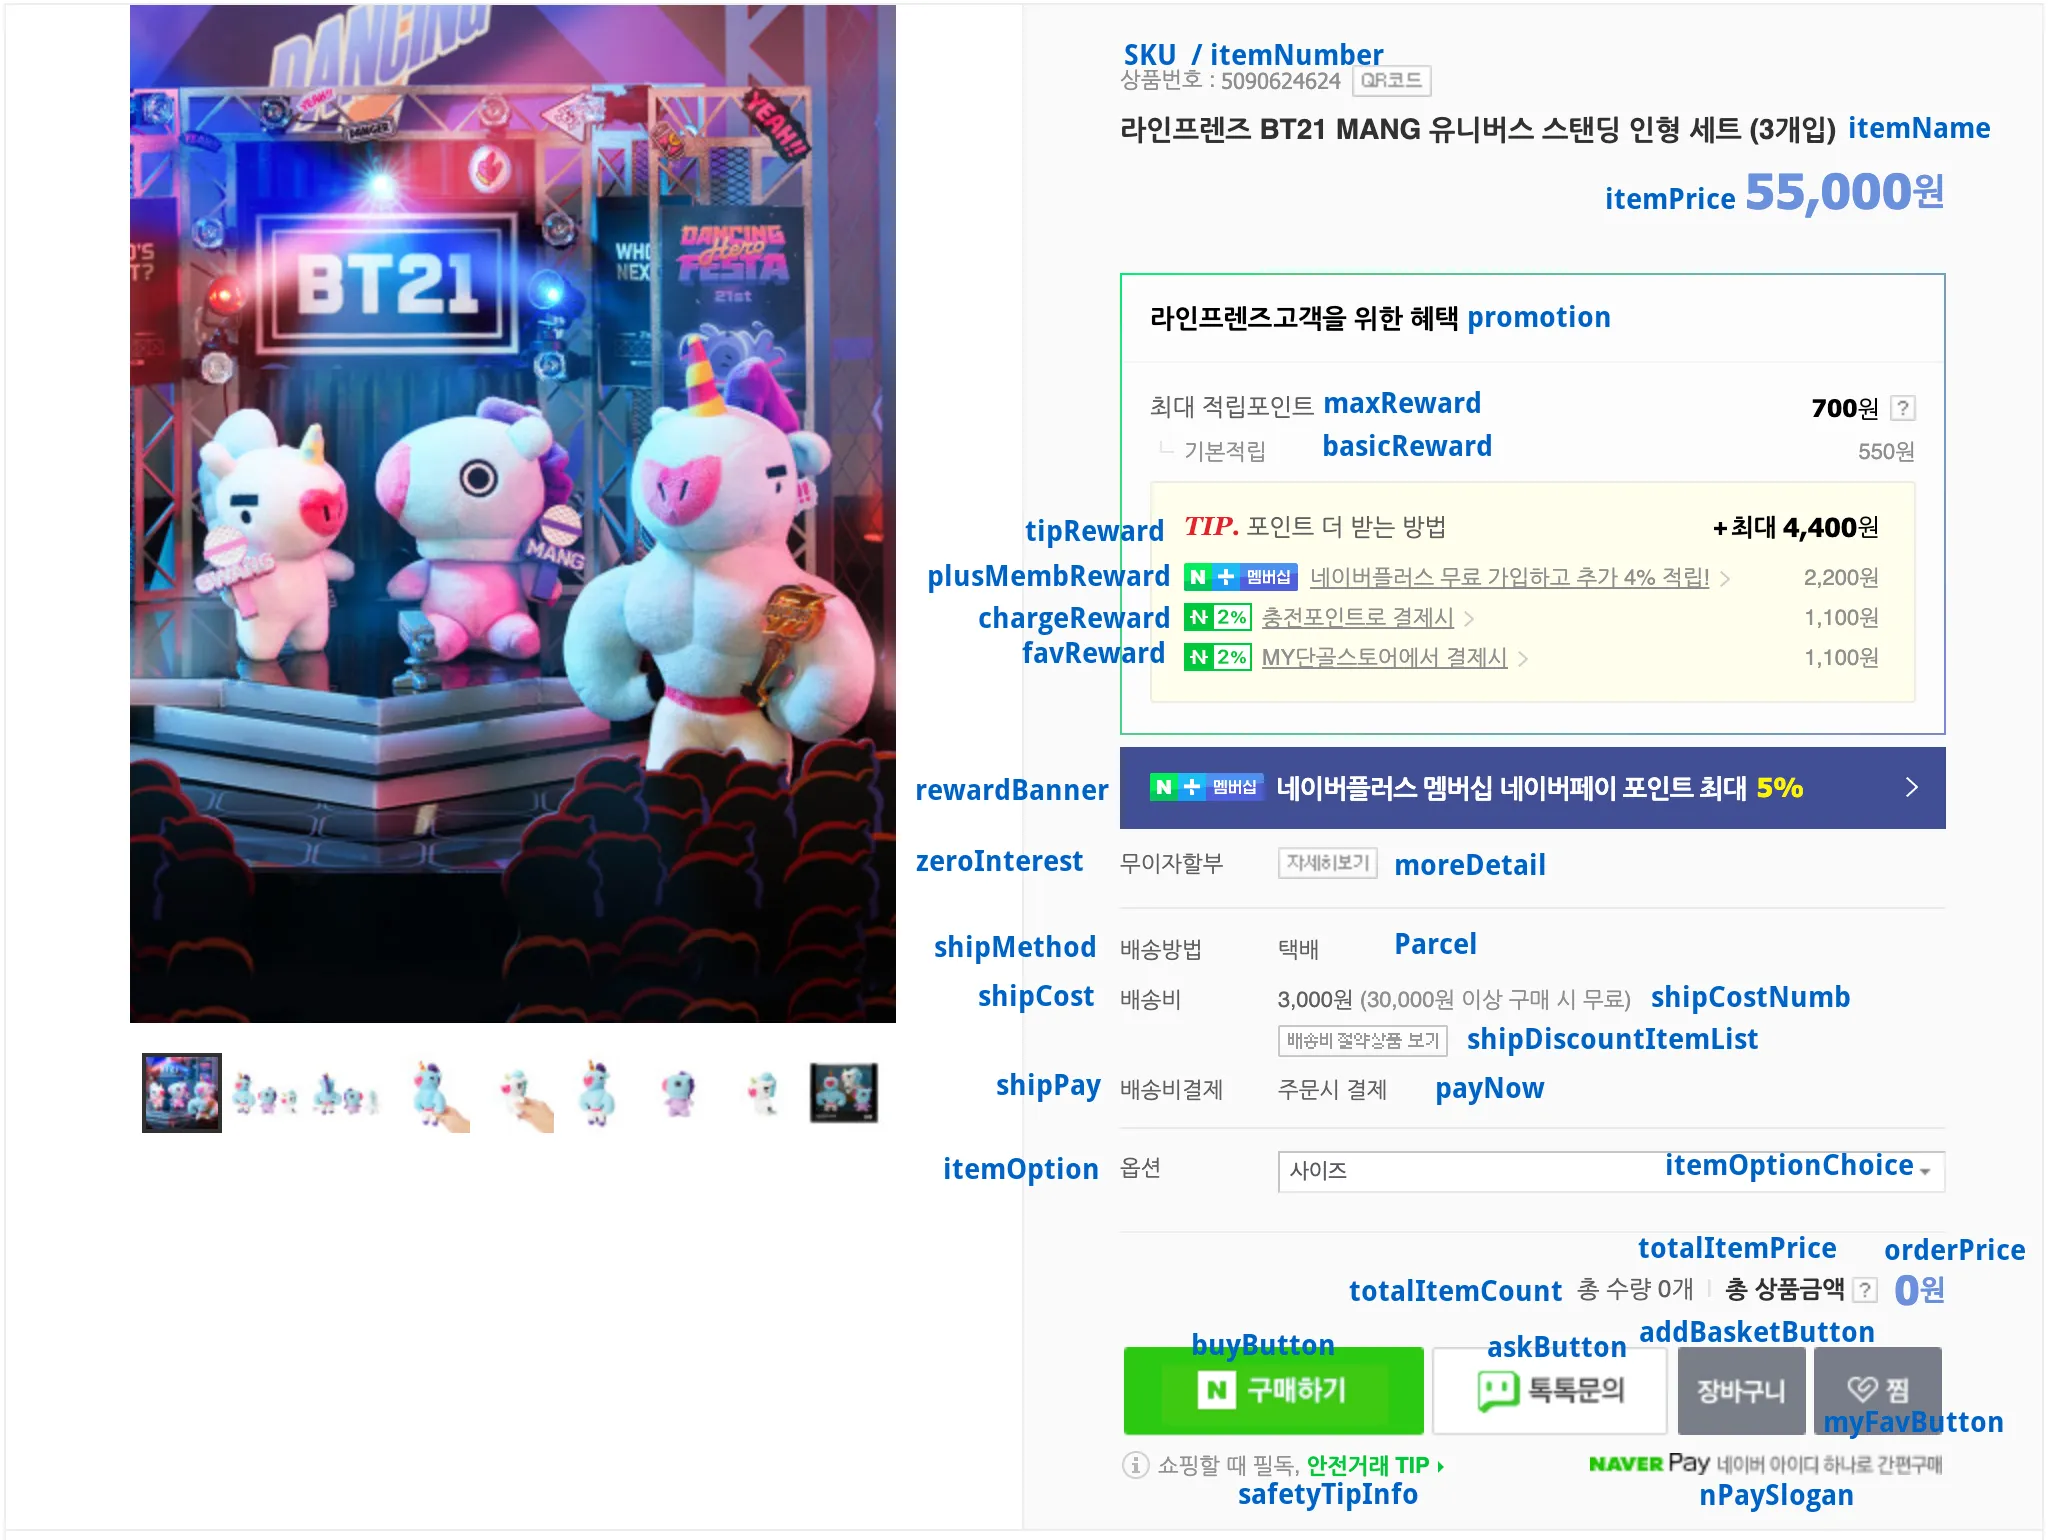 DANCING
YEAH!!
DANGER
YEAH!!
BT21
WHO
NEX
DANCING
Hero
FESTA
21st
'S
T?
SWANG
MANG
SKU / itemNumber
상품번호 : 5090624624 QR코드
라인프렌즈 BT21 MANG 유니버스 스탠딩 인형 세트 (3개입) itemName
itemPrice 55,000원
라인프렌즈고객을 위한 혜택 promotion
최대 적립포인트 maxReward 700원 ?
기본적립 basicReward 550원
tipReward TIP. 포인트 더 받는 방법 +최대 4,400원
plusMembReward N + 멤버십 네이버플러스 무료 가입하고 추가 4% 적립! > 2,200원
chargeReward N 2% 충전포인트로 결제시 > 1,100원
favReward N 2% MY단골스토어에서 결제시 > 1,100원
rewardBanner N + 멤버십 네이버플러스 멤버십 네이버페이 포인트 최대 5% >
zeroInterest 무이자할부 자세히보기 moreDetail
shipMethod 배송방법 택배 Parcel
shipCost 배송비 3,000원 (30,000원 이상 구매 시 무료) shipCostNumb
배송비 절약상품 보기 shipDiscountItemList
shipPay 배송비결제 주문시 결제 payNow
itemOption 옵션 사이즈 itemOptionChoice
totalItemPrice orderPrice
totalItemCount 총 수량 0개 총 상품금액 ? 0원
buyButton askButton addBasketButton
N 구매하기 톡톡문의 장바구니 찜
myFavButton
쇼핑할 때 필독, 안전거래 TIP NAVER Pay 네이버 아이디 하나로 간편구매
safetyTipInfo nPaySlogan